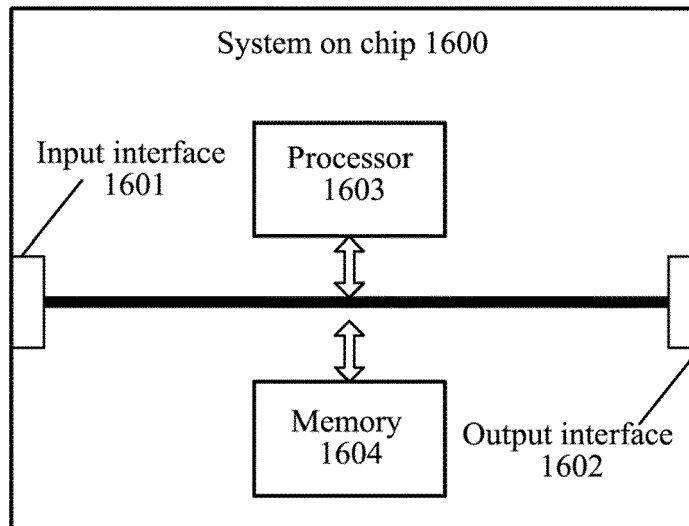 System on chip 1600
Input interface
1601
Processor
1603
Memory
1604
Output interface
1602